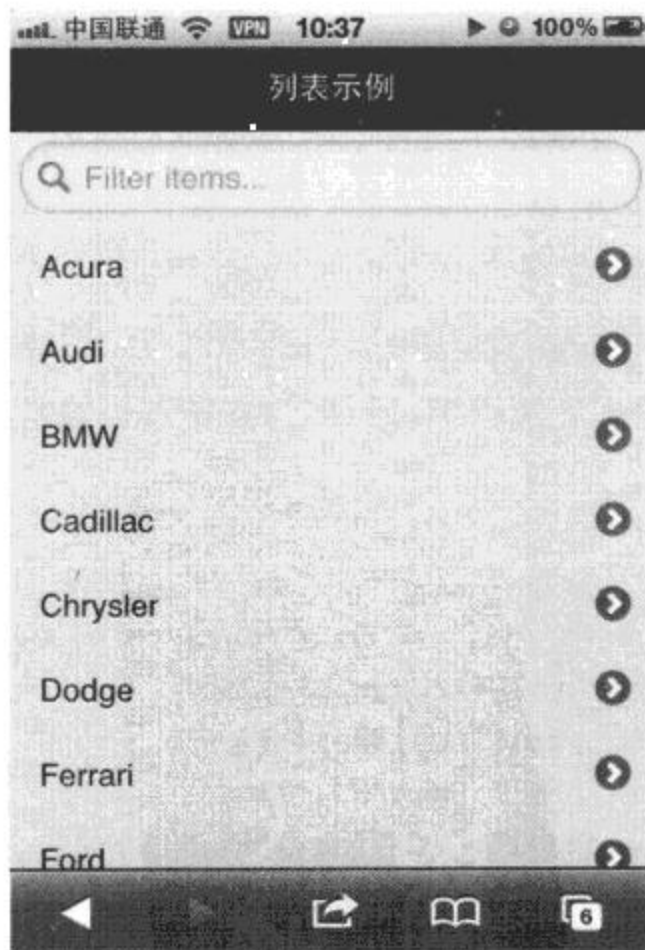 中国联通 VPN 10:37 100%
列表示例
Filter items...
Acura
Audi
BMW
Cadillac
Chrysler
Dodge
Ferrari
Ford
6